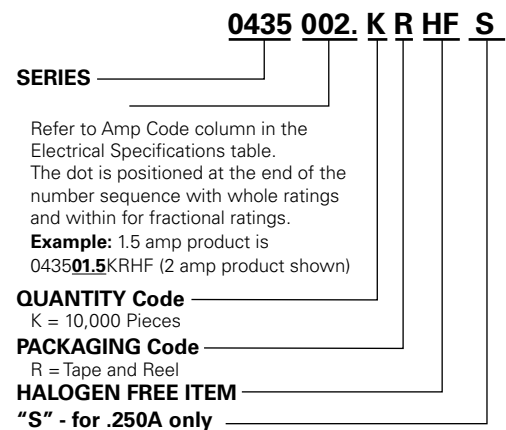 0435 002. K R HF S
SERIES
Refer to Amp Code column in the
Electrical Specifications table.
The dot is positioned at the end of the
number sequence with whole ratings
and within for fractional ratings.
Example: 1.5 amp product is
043501.5KRHF (2 amp product shown)
QUANTITY Code
K = 10,000 Pieces
PACKAGING Code
R = Tape and Reel
HALOGEN FREE ITEM
“S” - for .250A only